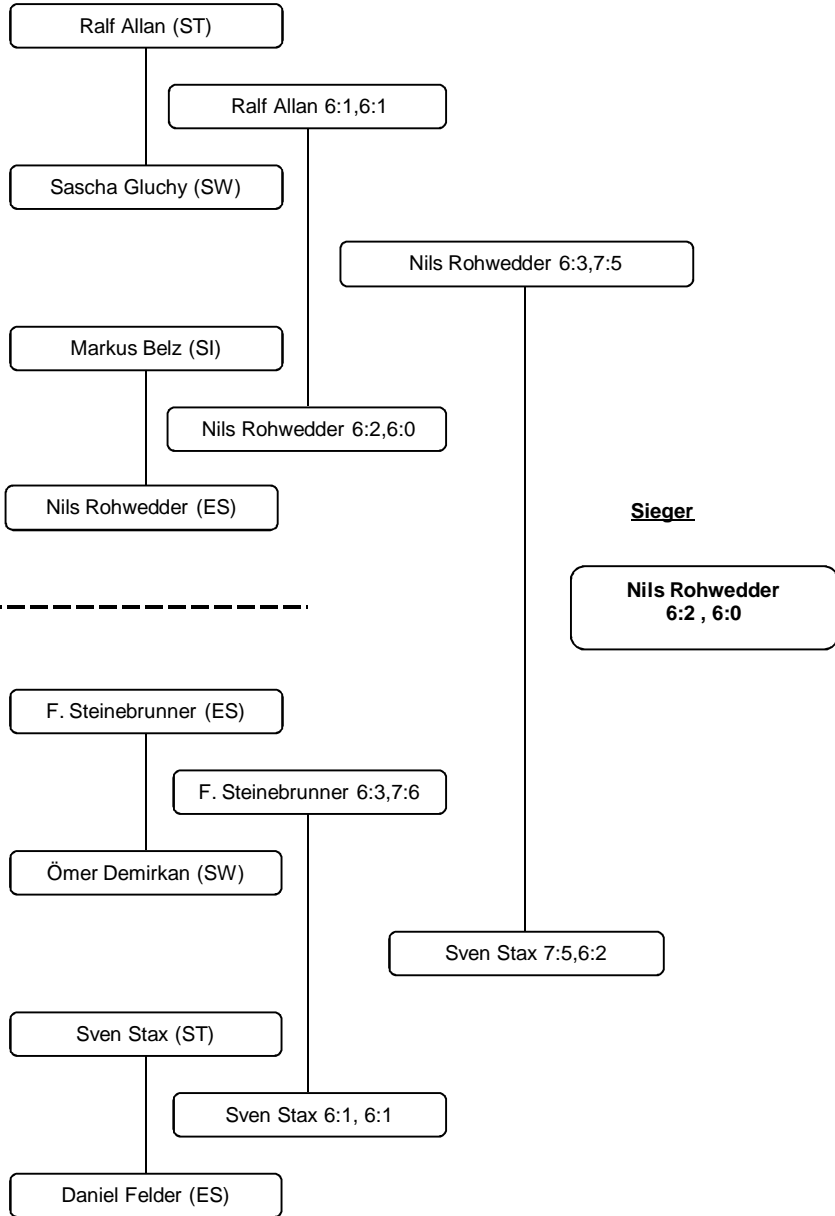 Ralf Allan (ST)
Ralf Allan 6:1,6:1
Sascha Gluchy (SW)
Nils Rohwedder 6:3,7:5
Markus Belz (SI)
Nils Rohwedder 6:2,6:0
Nils Rohwedder (ES)
Sieger
Nils Rohwedder
6:2 , 6:0
F. Steinebrunner (ES)
F. Steinebrunner 6:3,7:6
Ömer Demirkan (SW)
Sven Stax 7:5,6:2
Sven Stax (ST)
Sven Stax 6:1, 6:1
Daniel Felder (ES)